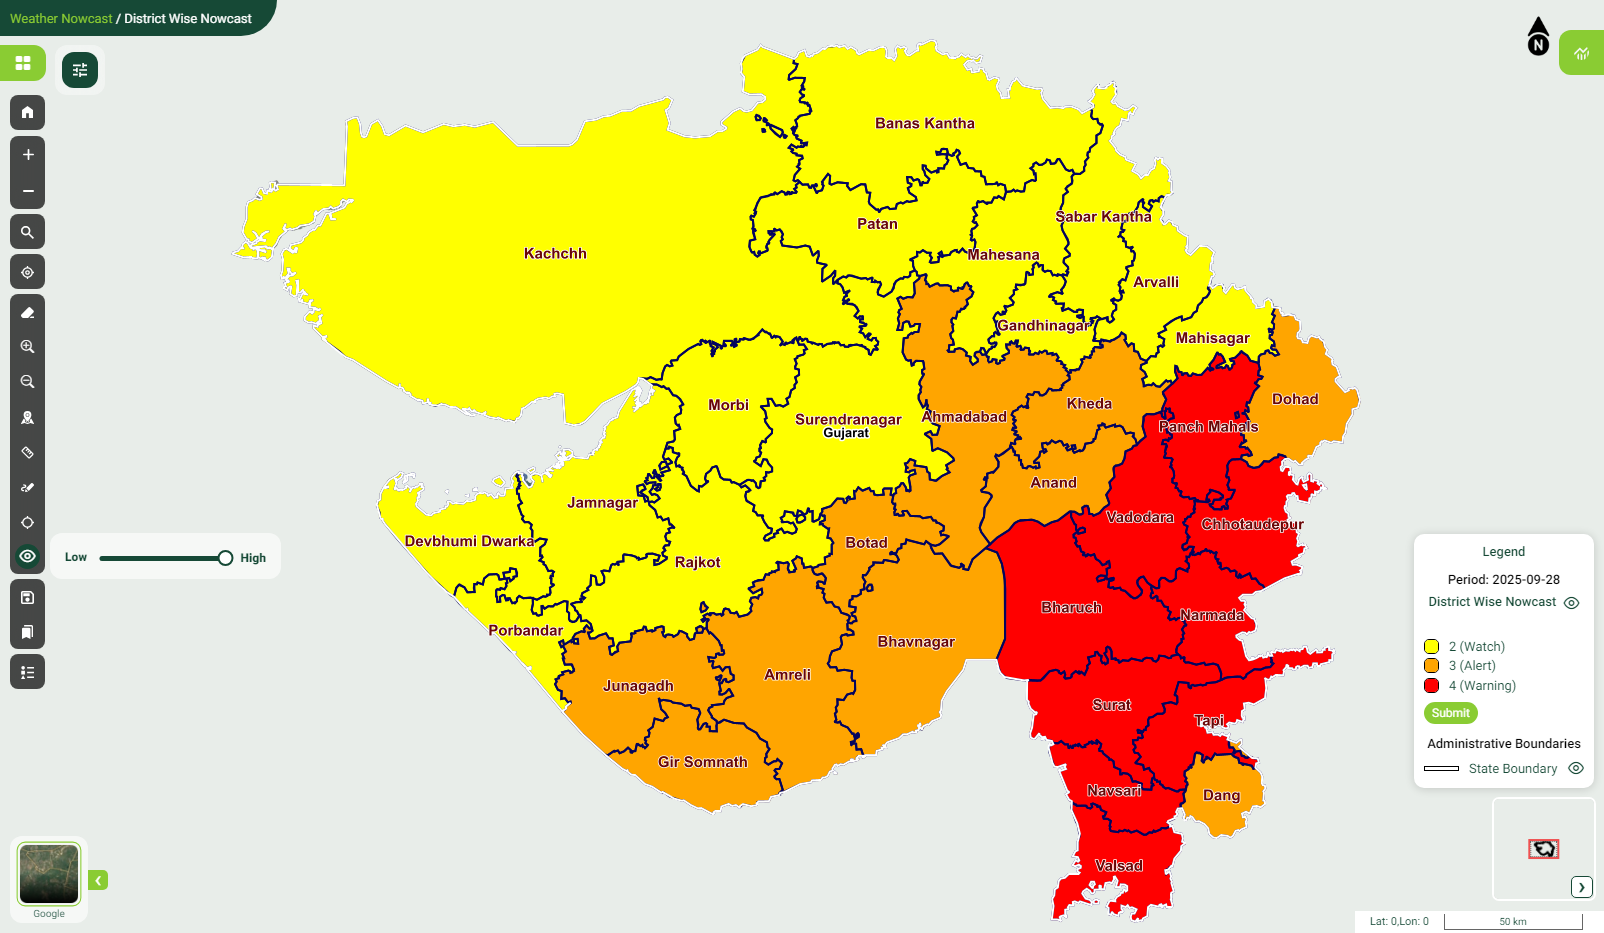 Weather Nowcast / District Wise Nowcast
N
Banas Kantha
Patan
Sabar Kantha
Kachchh
Mahesana
Arvalli
Gandhinagar
Mahisagar
Morbi
Surendranagar
Gujarat
Ahmadabad
Kheda
Dohad
Panch Mahals
Anand
Jamnagar
Vadodara
Chhotaudepur
Devbhumi Dwarka
Botad
Rajkot
Low
High
Bharuch
Narmada
Porbandar
Bhavnagar
Junagadh
Amreli
Surat
Tapi
Gir Somnath
Navsari
Dang
Valsad
Legend
Period: 2025-09-28
District Wise Nowcast
2 (Watch)
3 (Alert)
4 (Warning)
Submit
Administrative Boundaries
State Boundary
Google
Lat: 0,Lon: 0
50 km